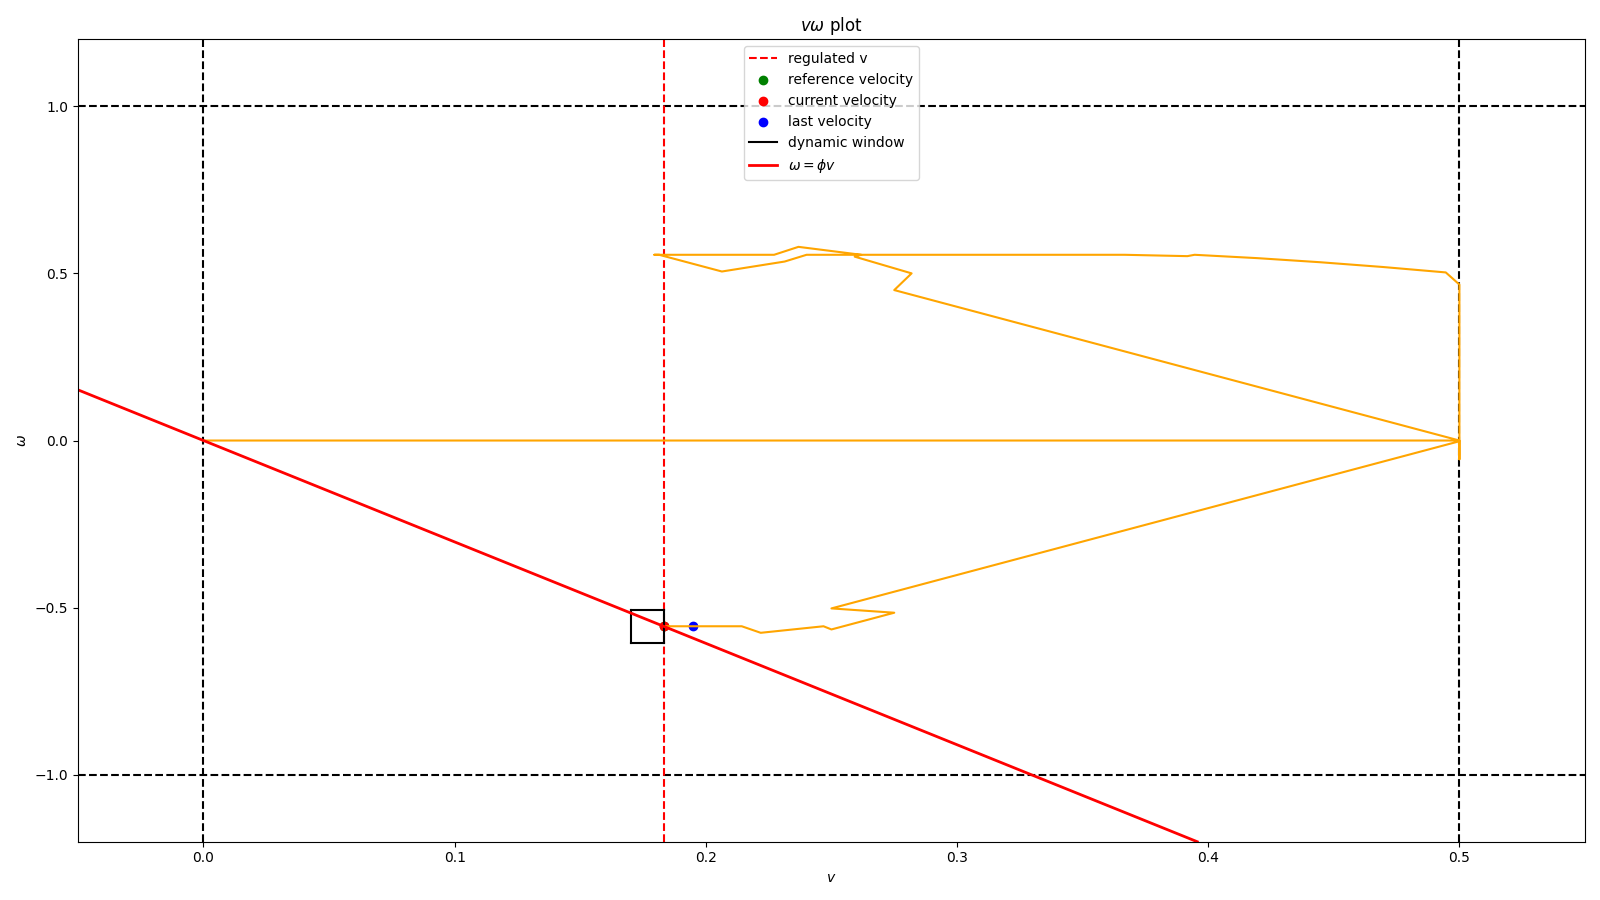 vω plot
regulated v
reference velocity
current velocity
last velocity
dynamic window
ω = ϕv
1.0
0.5
0.0
−0.5
−1.0
ω
0.0 0.1 0.2 0.3 0.4 0.5
v